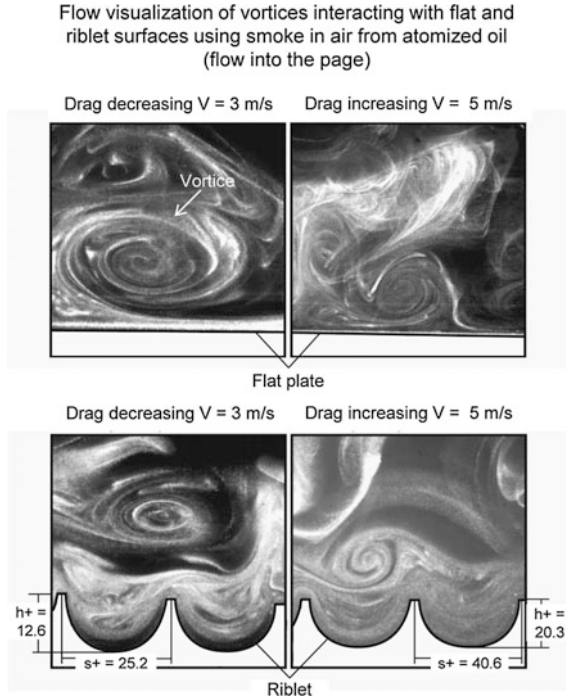 Flow visualization of vortices interacting with flat and
riblet surfaces using smoke in air from atomized oil
(flow into the page)
Drag decreasing V = 3 m/s
Drag increasing V = 5 m/s
Vortice
Flat plate
Drag decreasing V = 3 m/s
Drag increasing V = 5 m/s
h+ =
12.6
s+ = 25.2
h+ =
20.3
s+ = 40.6
Riblet